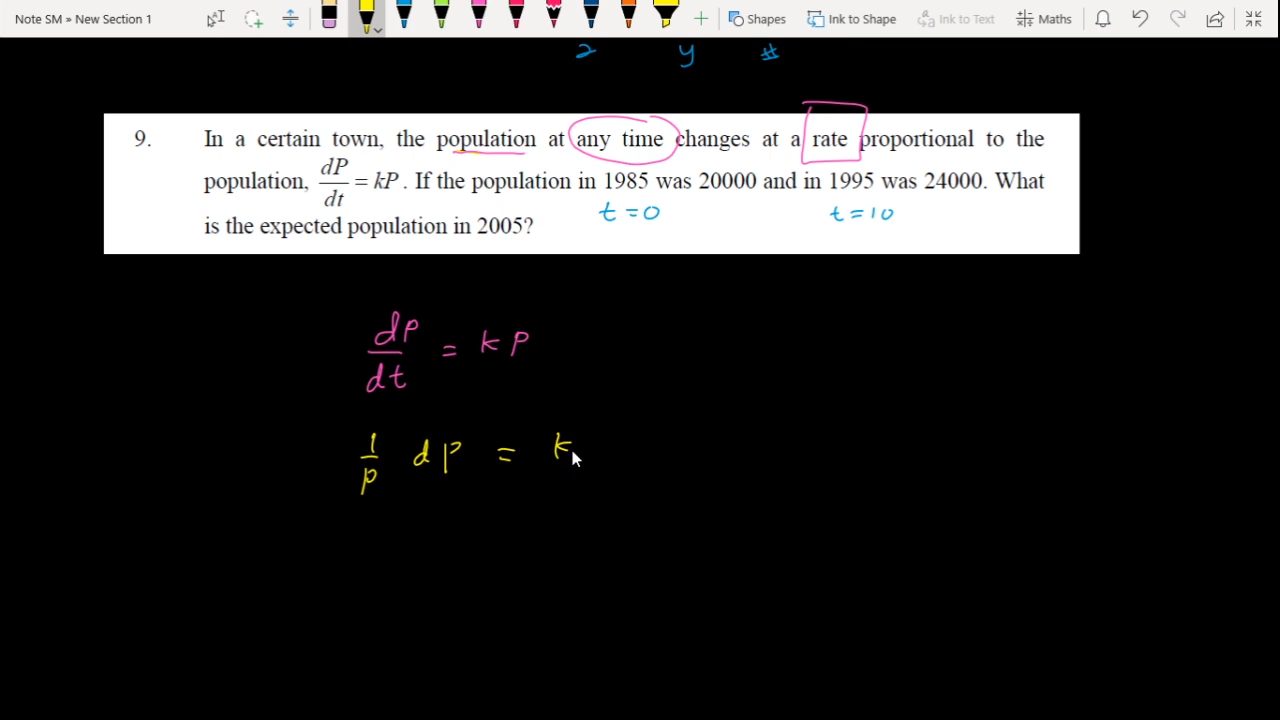 Note SM » New Section 1
Shapes
Ink to Shape
Ink to Text
Maths
2 y #
9. In a certain town, the population at any time changes at a rate proportional to the
population, dP/dt = kP. If the population in 1985 was 20000 and in 1995 was 24000. What
t = 0 t = 10
is the expected population in 2005?
dP/dt = kP
1/P dP = k